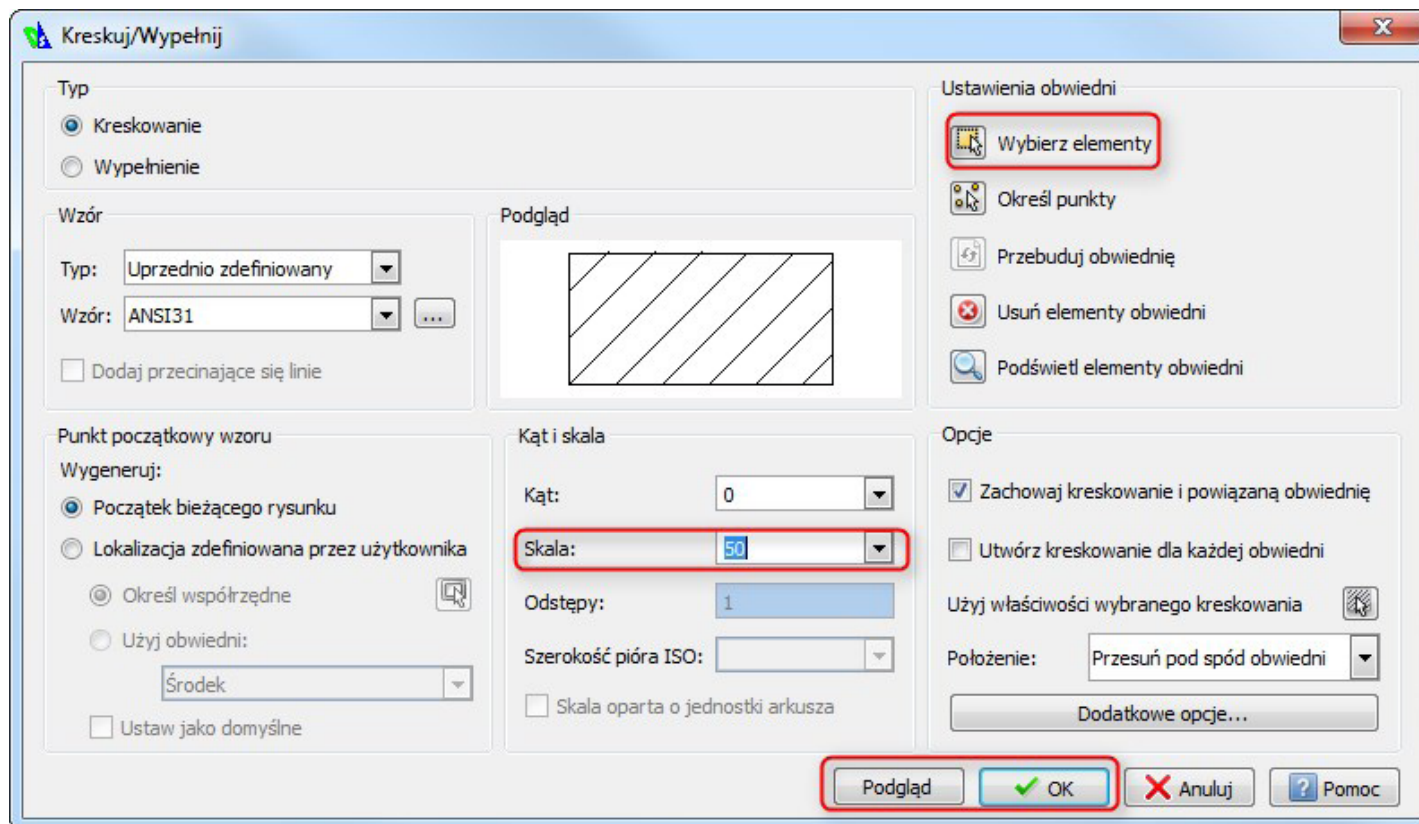 Kreskuj/Wypełnij
Typ
Kreskowanie
Wypełnienie
Wzór
Typ: Uprzednio zdefiniowany
Wzór: ANSI31 ...
Dodaj przecinające się linie
Podgląd
Ustawienia obwiedni
Wybierz elementy
Określ punkty
Przebuduj obwiednię
Usuń elementy obwiedni
Podświetl elementy obwiedni
Punkt początkowy wzoru
Wygeneruj:
Początek bieżącego rysunku
Lokalizacja zdefiniowana przez użytkownika
Określ współrzędne
Użyj obwiedni:
Środek
Ustaw jako domyślne
Kąt i skala
Kąt: 0
Skala: 50
Odstępy: 1
Szerokość pióra ISO:
Skala oparta o jednostki arkusza
Opcje
Zachowaj kreskowanie i powiązaną obwiednię
Utwórz kreskowanie dla każdej obwiedni
Użyj właściwości wybranego kreskowania
Położenie: Przesuń pod spód obwiedni
Dodatkowe opcje...
Podgląd OK Anuluj Pomoc